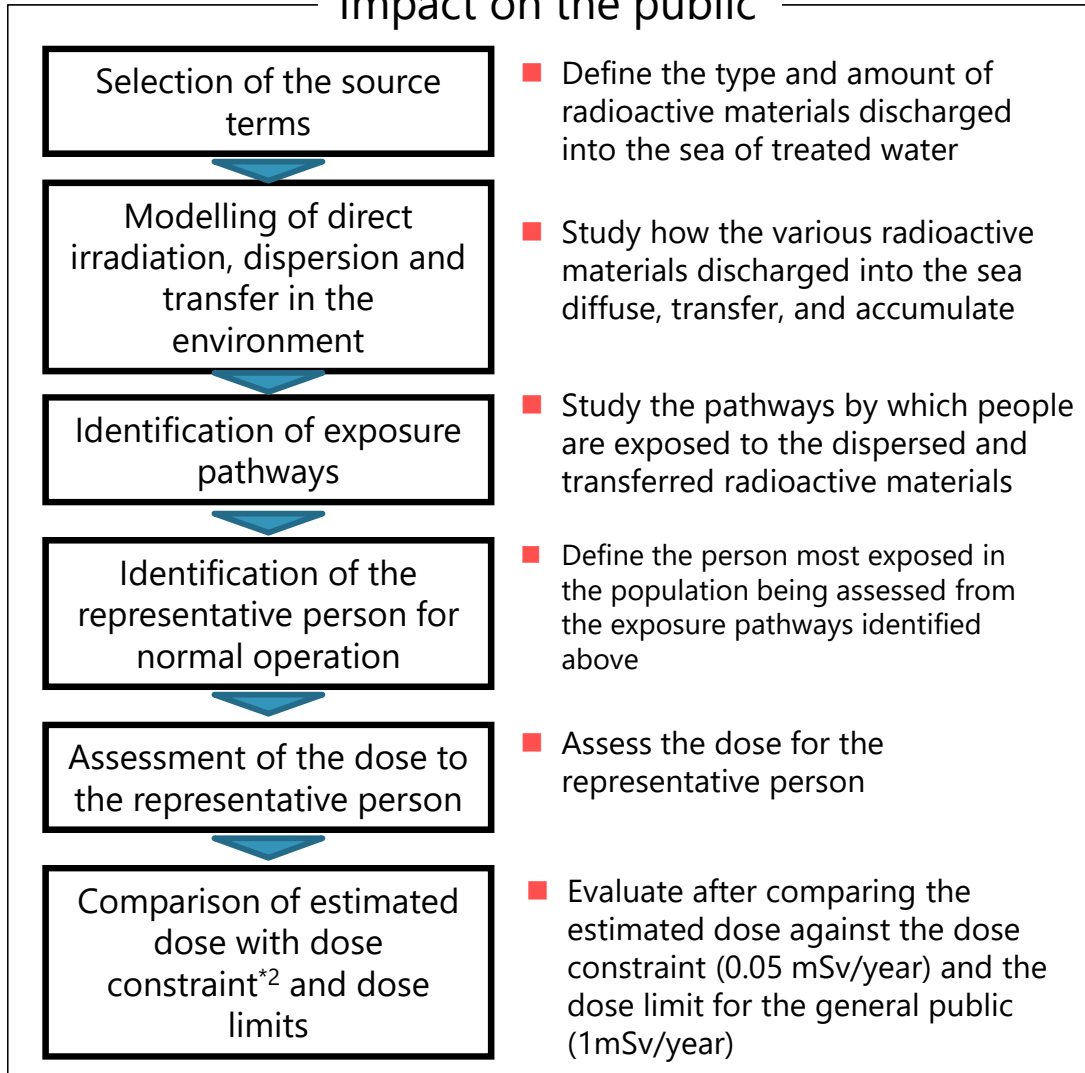 Impact on the public
Selection of the source
terms
■ Define the type and amount of
radioactive materials discharged
into the sea of treated water
Modelling of direct
irradiation, dispersion and
transfer in the
environment
■ Study how the various radioactive
materials discharged into the sea
diffuse, transfer, and accumulate
Identification of exposure
pathways
■ Study the pathways by which people
are exposed to the dispersed and
transferred radioactive materials
Identification of the
representative person for
normal operation
■ Define the person most exposed in
the population being assessed from
the exposure pathways identified
above
Assessment of the dose to
the representative person
■ Assess the dose for the
representative person
Comparison of estimated
dose with dose
constraint*2 and dose
limits
■ Evaluate after comparing the
estimated dose against the dose
constraint (0.05 mSv/year) and the
dose limit for the general public
(1mSv/year)